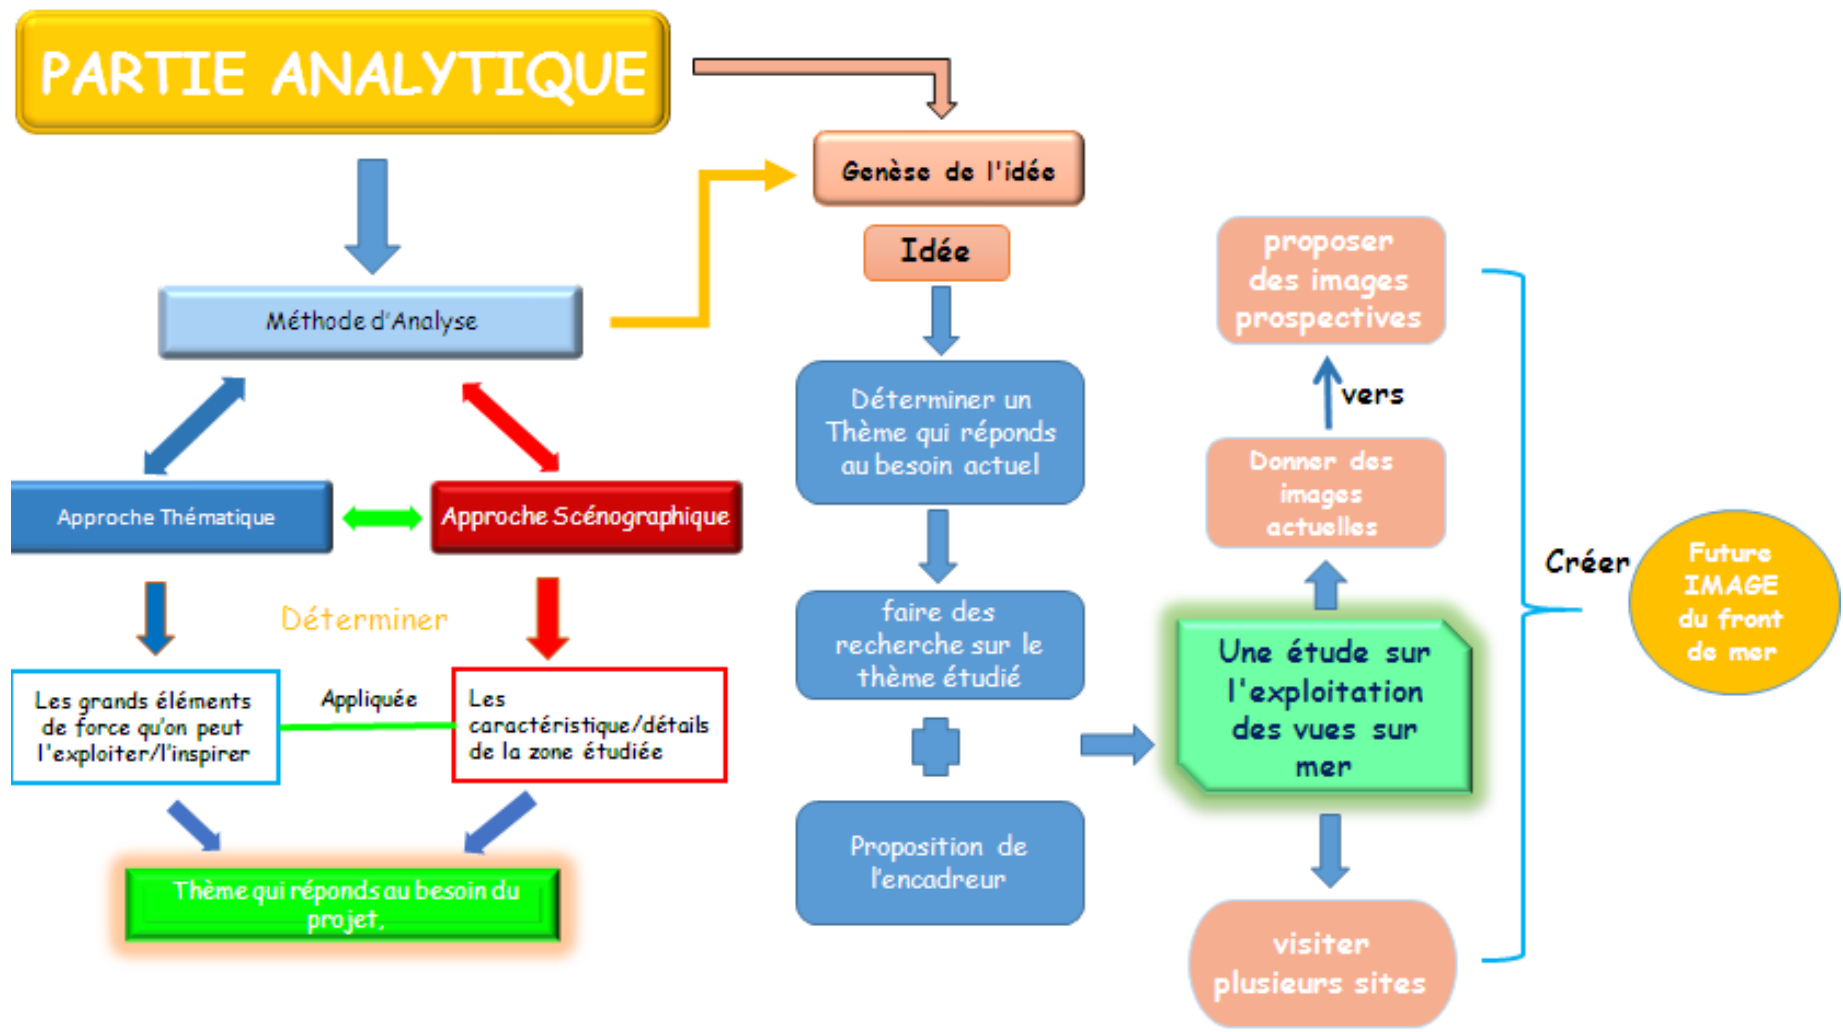 PARTIE ANALYTIQUE
Méthode d'Analyse
Approche Thématique
Approche Scénographique
Déterminer
Les grands éléments
de force qu'on peut
l'exploiter/l'inspirer
Appliquée
Les
caractéristique/détails
de la zone étudiée
Thème qui réponds au besoin du
projet,
Genèse de l'idée
Idée
Déterminer un
Thème qui réponds
au besoin actuel
faire des
recherche sur le
thème étudié
Proposition de
l'encadreur
proposer
des images
prospectives
vers
Donner des
images
actuelles
Une étude sur
l'exploitation
des vues sur
mer
visiter
plusieurs sites
Créer
Future
IMAGE
du front
de mer